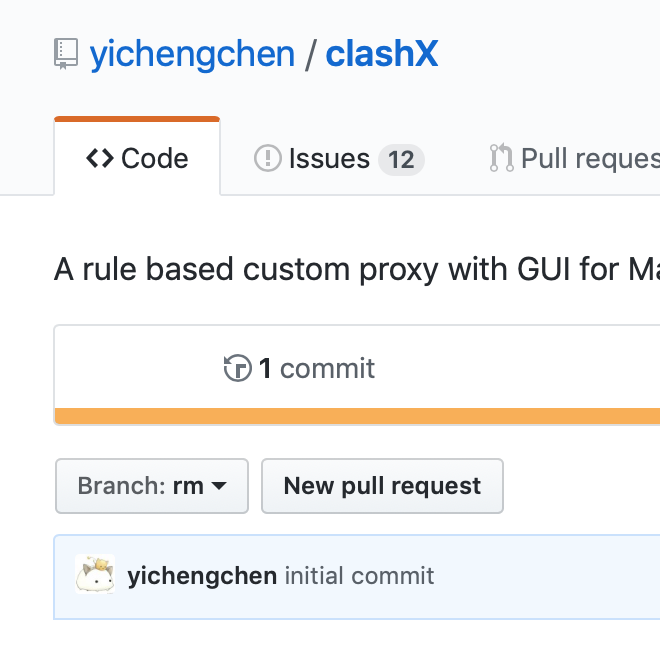 yichengchen / clashX
Code Issues 12 Pull reques
A rule based custom proxy with GUI for Ma
1 commit
Branch: rm New pull request
yichengchen initial commit